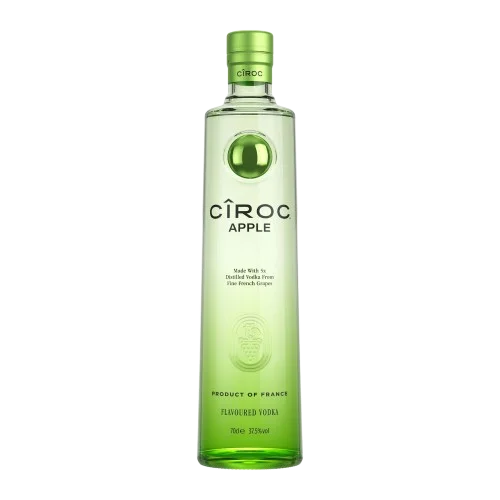 CÎROC
CÎROC
APPLE
Made With 5x
Distilled Vodka From
Fine French Grapes
PRODUCT OF FRANCE
FLAVOURED VODKA
70cl℮ 37.5%vol